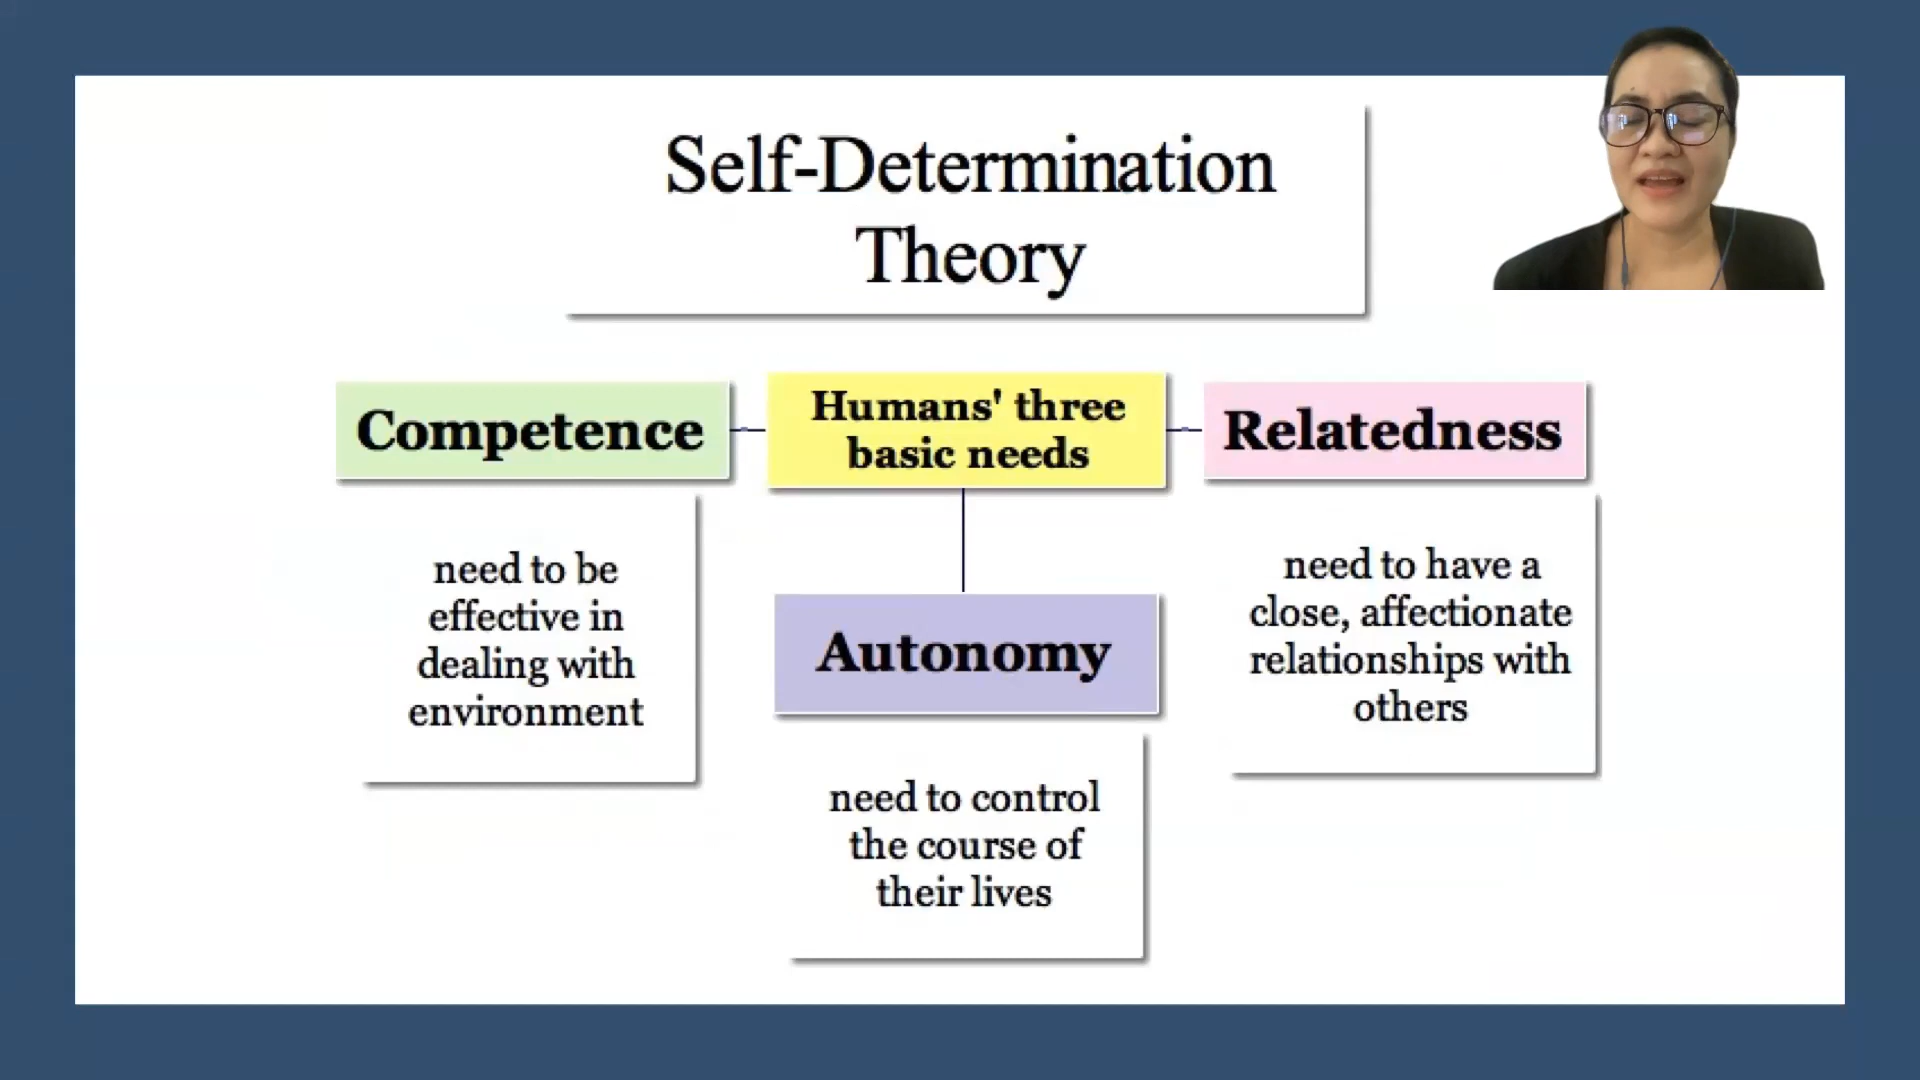 Self-Determination
Theory
Competence
Humans' three
basic needs
Relatedness
need to be
effective in
dealing with
environment
Autonomy
need to control
the course of
their lives
need to have a
close, affectionate
relationships with
others